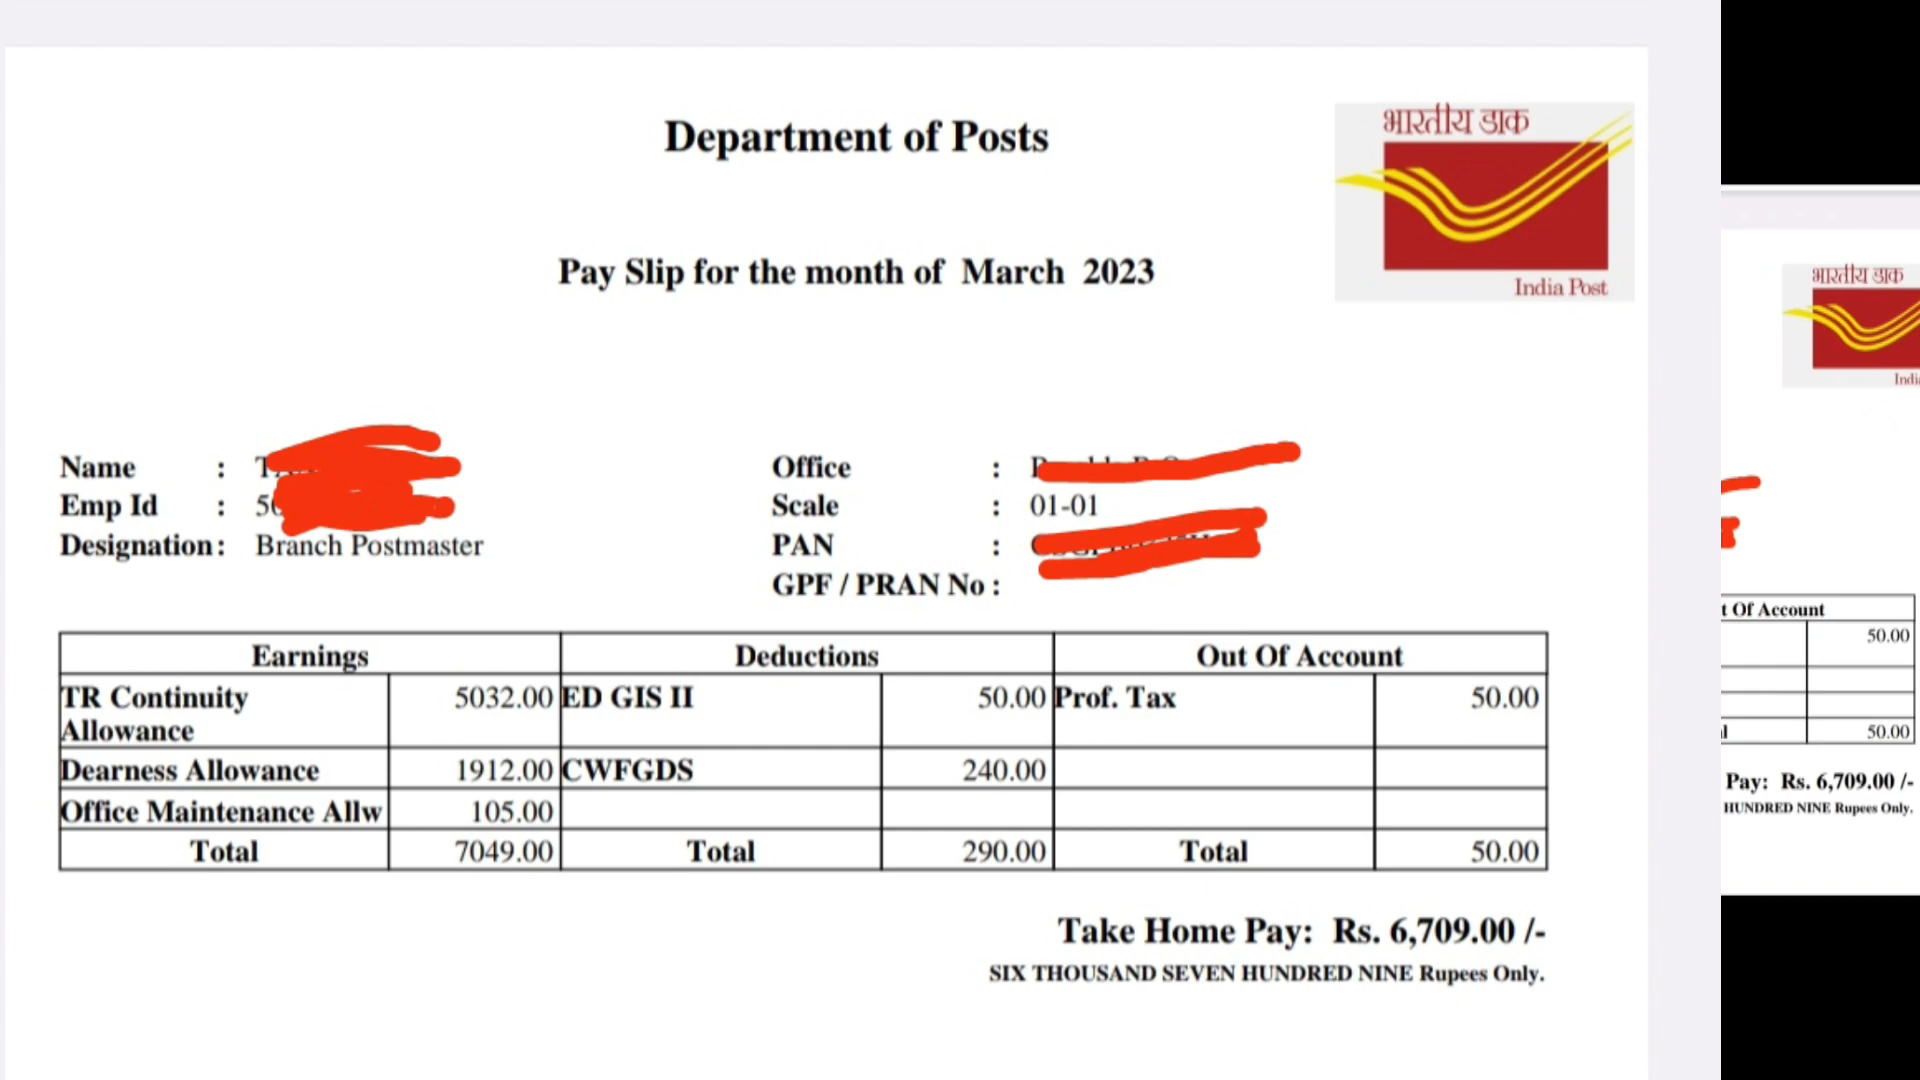 Department of Posts
भारतीय डाक
India Post
Pay Slip for the month of March 2023
Name :
Office :
Emp Id :
Scale : 01-01
Designation : Branch Postmaster
PAN :
GPF / PRAN No :
Earnings Deductions Out Of Account
TR Continuity Allowance 5032.00 ED GIS II 50.00 Prof. Tax 50.00
Dearness Allowance 1912.00 CWFGDS 240.00
Office Maintenance Allw 105.00
Total 7049.00 Total 290.00 Total 50.00
Take Home Pay: Rs. 6,709.00 /-
SIX THOUSAND SEVEN HUNDRED NINE Rupees Only.
भारतीय डाक
t Of Account
50.00
50.00
Pay: Rs. 6,709.00 /-
HUNDRED NINE Rupees Only.